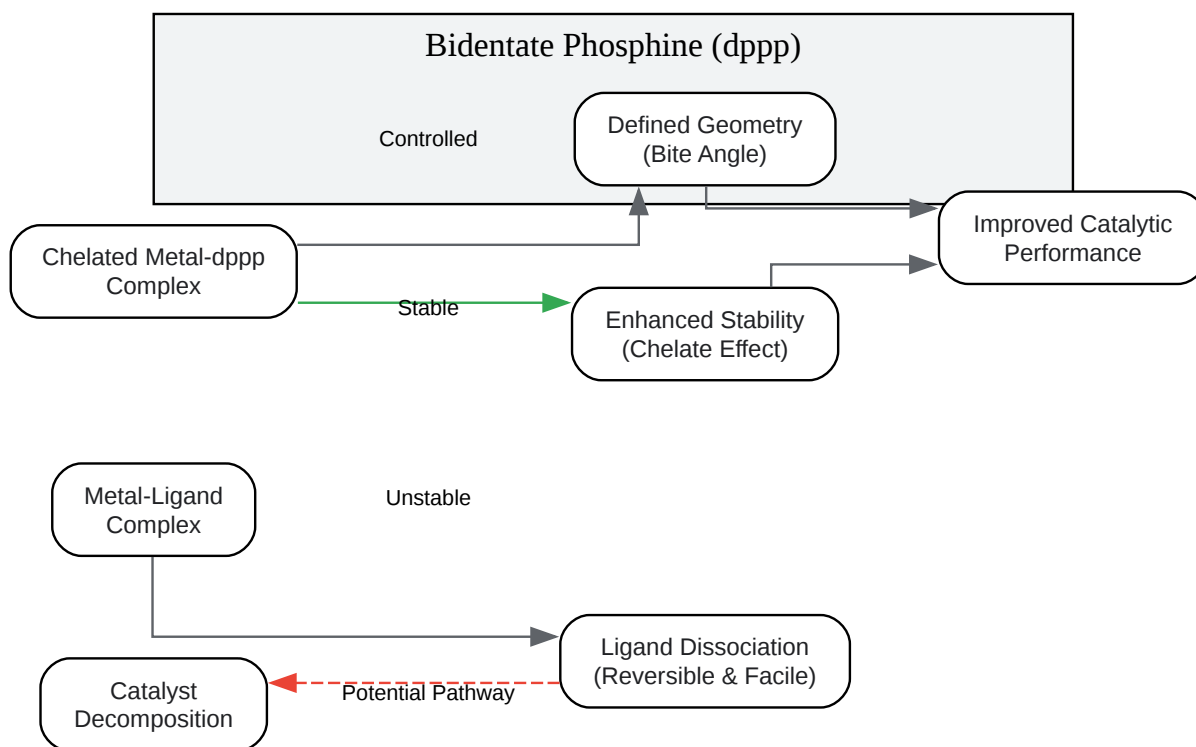 Bidentate Phosphine (dppp)
Defined Geometry
(Bite Angle)
Controlled
Improved Catalytic
Performance
Chelated Metal-dppp
Complex
Stable
Enhanced Stability
(Chelate Effect)
Metal-Ligand
Complex
Unstable
Ligand Dissociation
(Reversible & Facile)
Potential Pathway
Catalyst
Decomposition